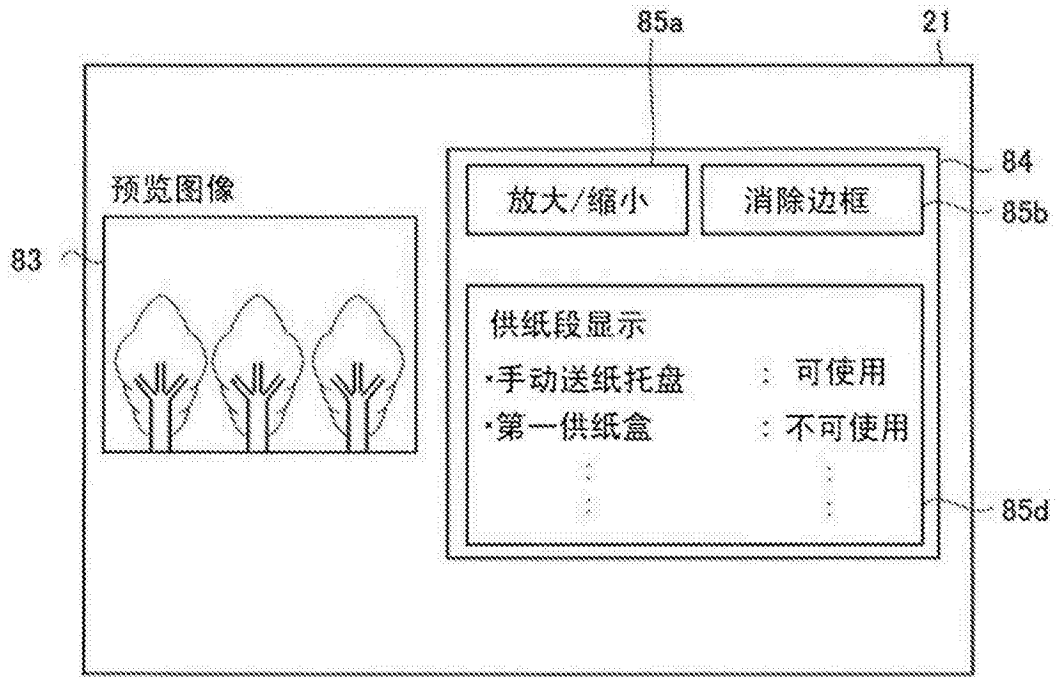 85a
21
84
预览图像
放大/缩小
消除边框
85b
83
供纸段显示
·手动送纸托盘 : 可使用
·第一供纸盒 : 不可使用
: :
: :
85d